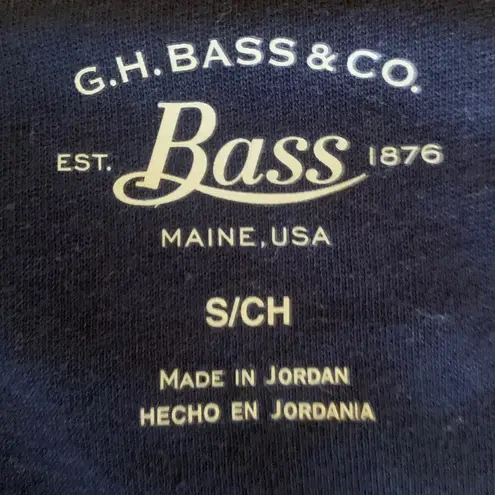 G.H. BASS & CO.
EST. Bass 1876
MAINE, USA
S/CH
MADE IN JORDAN
HECHO EN JORDANIA